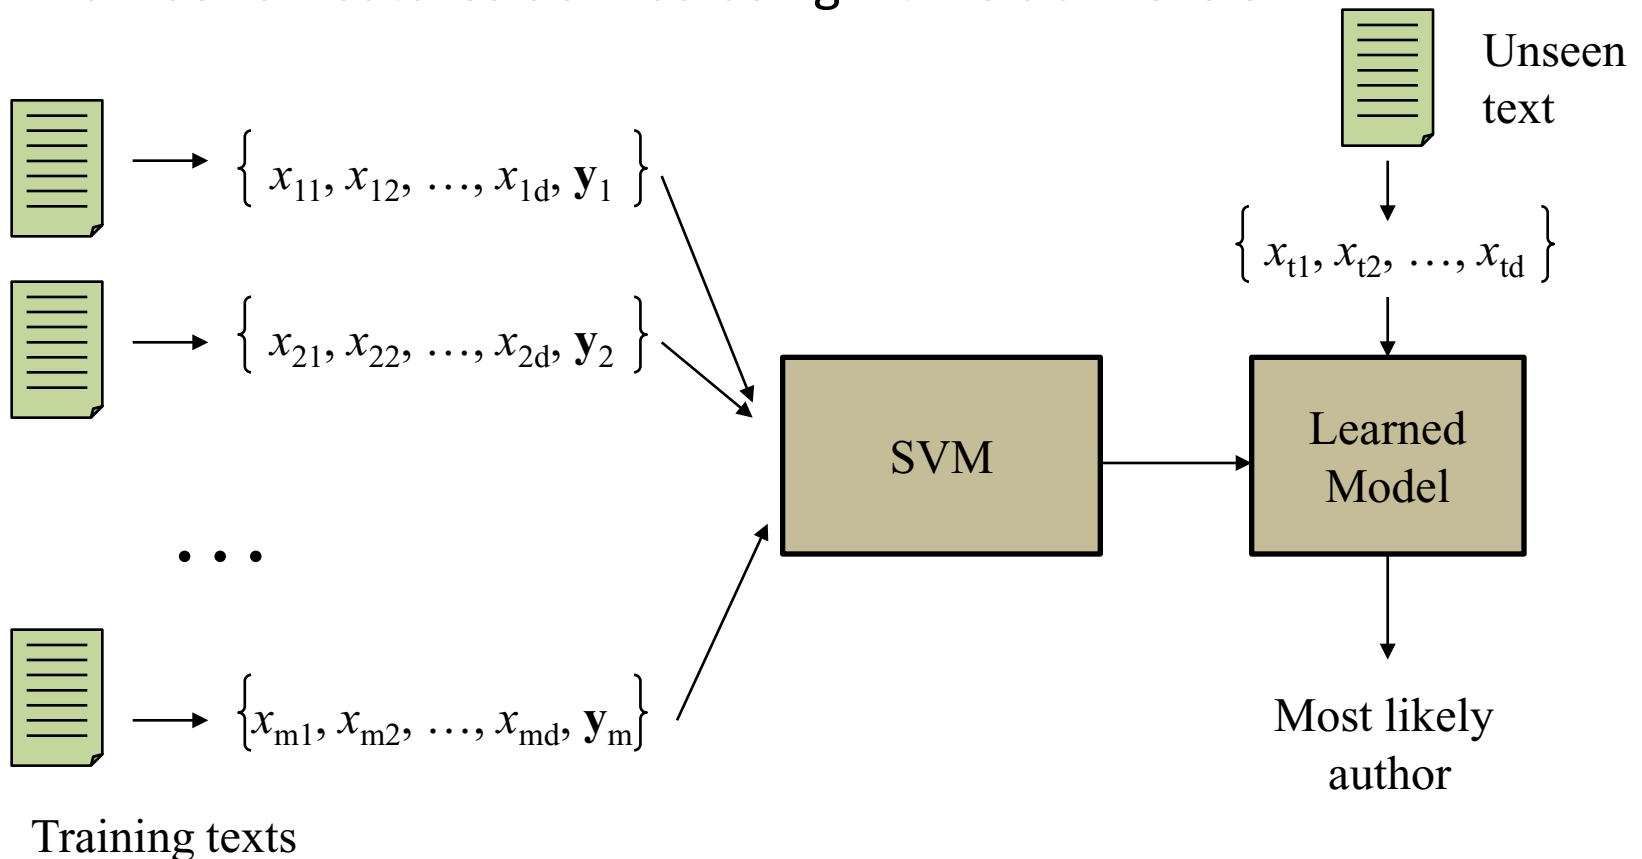 Unseen
text
{ x₁₁, x₁₂, …, x₁d, y₁ }
{ xt1, xt2, …, xtd }
{ x₂₁, x₂₂, …, x₂d, y₂ }
SVM
Learned
Model
• • •
{xm1, xm2, …, xmd, ym}
Most likely
author
Training texts